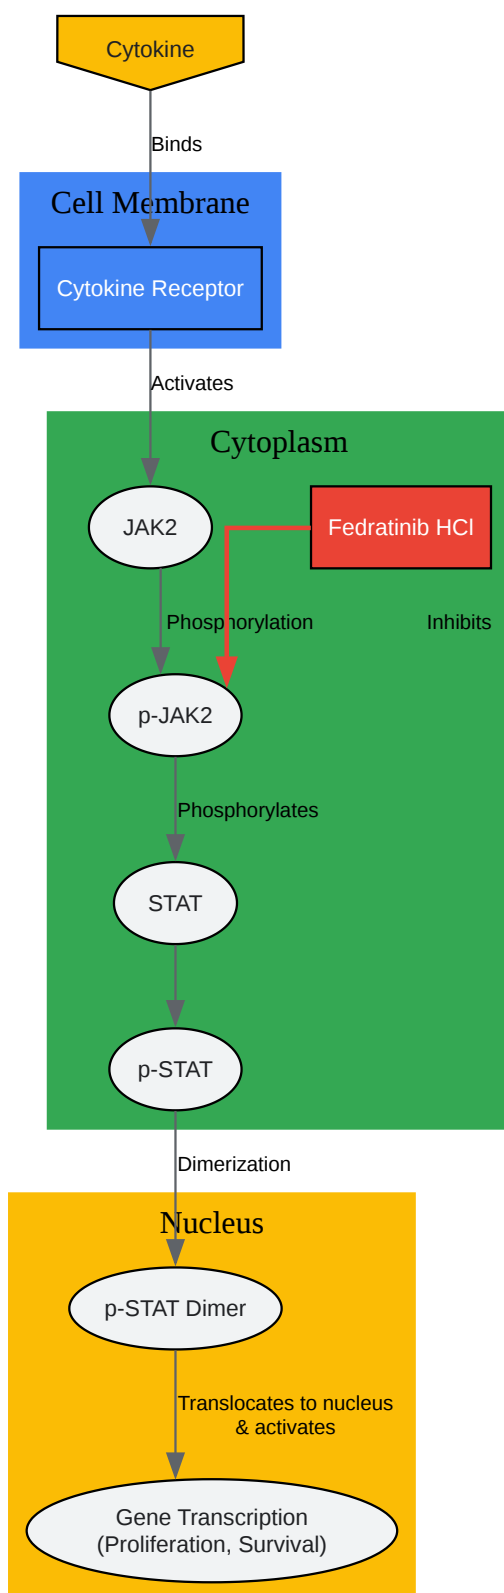 Cytokine
Binds
Cell Membrane
Cytokine Receptor
Activates
Cytoplasm
JAK2
Fedratinib HCl
Phosphorylation
Inhibits
p-JAK2
Phosphorylates
STAT
p-STAT
Dimerization
Nucleus
p-STAT Dimer
Translocates to nucleus
& activates
Gene Transcription
(Proliferation, Survival)